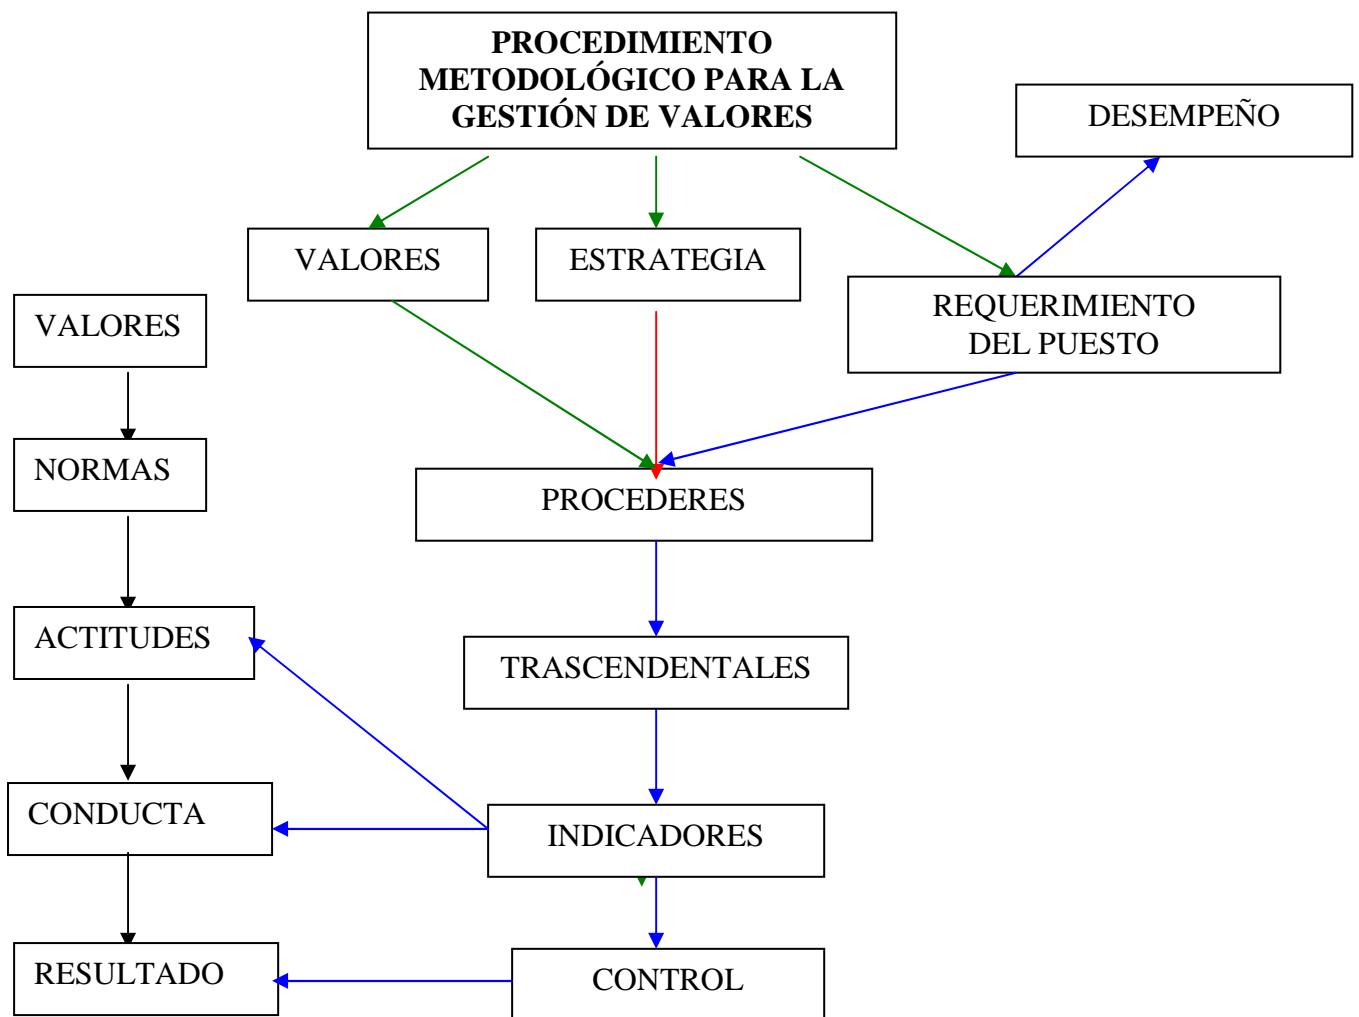 PROCEDIMIENTO
METODOLÓGICO PARA LA
GESTIÓN DE VALORES
DESEMPEÑO
VALORES
ESTRATEGIA
REQUERIMIENTO
DEL PUESTO
VALORES
NORMAS
PROCEDERES
ACTITUDES
TRASCENDENTALES
CONDUCTA
INDICADORES
RESULTADO
CONTROL